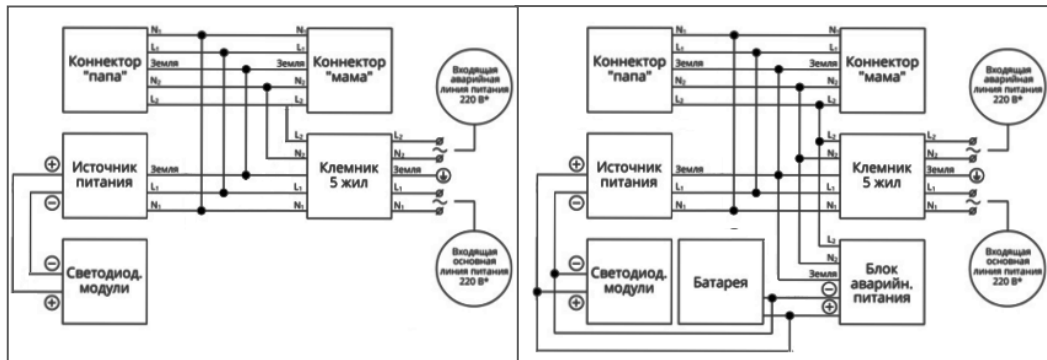 N₁
N₁
L₁
L₁
Земля
Земля
N₂
N₂
L₂
L₂
Коннектор
"папа"
Коннектор
"мама"
Входящая
аварийная
линия питания
220 В*
L₂
L₂
N₂
N₂
Земля
Земля
L₁
L₁
L₁
N₁
N₁
N₁
Источник
питания
Клемник
5 жил
~
~
+
−
−
+
Светодиод.
модули
Входящая
основная
линия питания
220 В*
N₁
N₁
L₁
L₁
Земля
Земля
N₂
N₂
L₂
L₂
Коннектор
"папа"
Коннектор
"мама"
Входящая
аварийная
линия питания
220 В*
L₂
L₂
N₂
N₂
Земля
Земля
L₁
L₁
L₁
N₁
N₁
N₁
Источник
питания
Клемник
5 жил
~
~
+
−
−
+
Светодиод.
модули
Батарея
L₂
N₂
Земля
−
+
Блок
аварийн.
питания
Входящая
основная
линия питания
220 В*